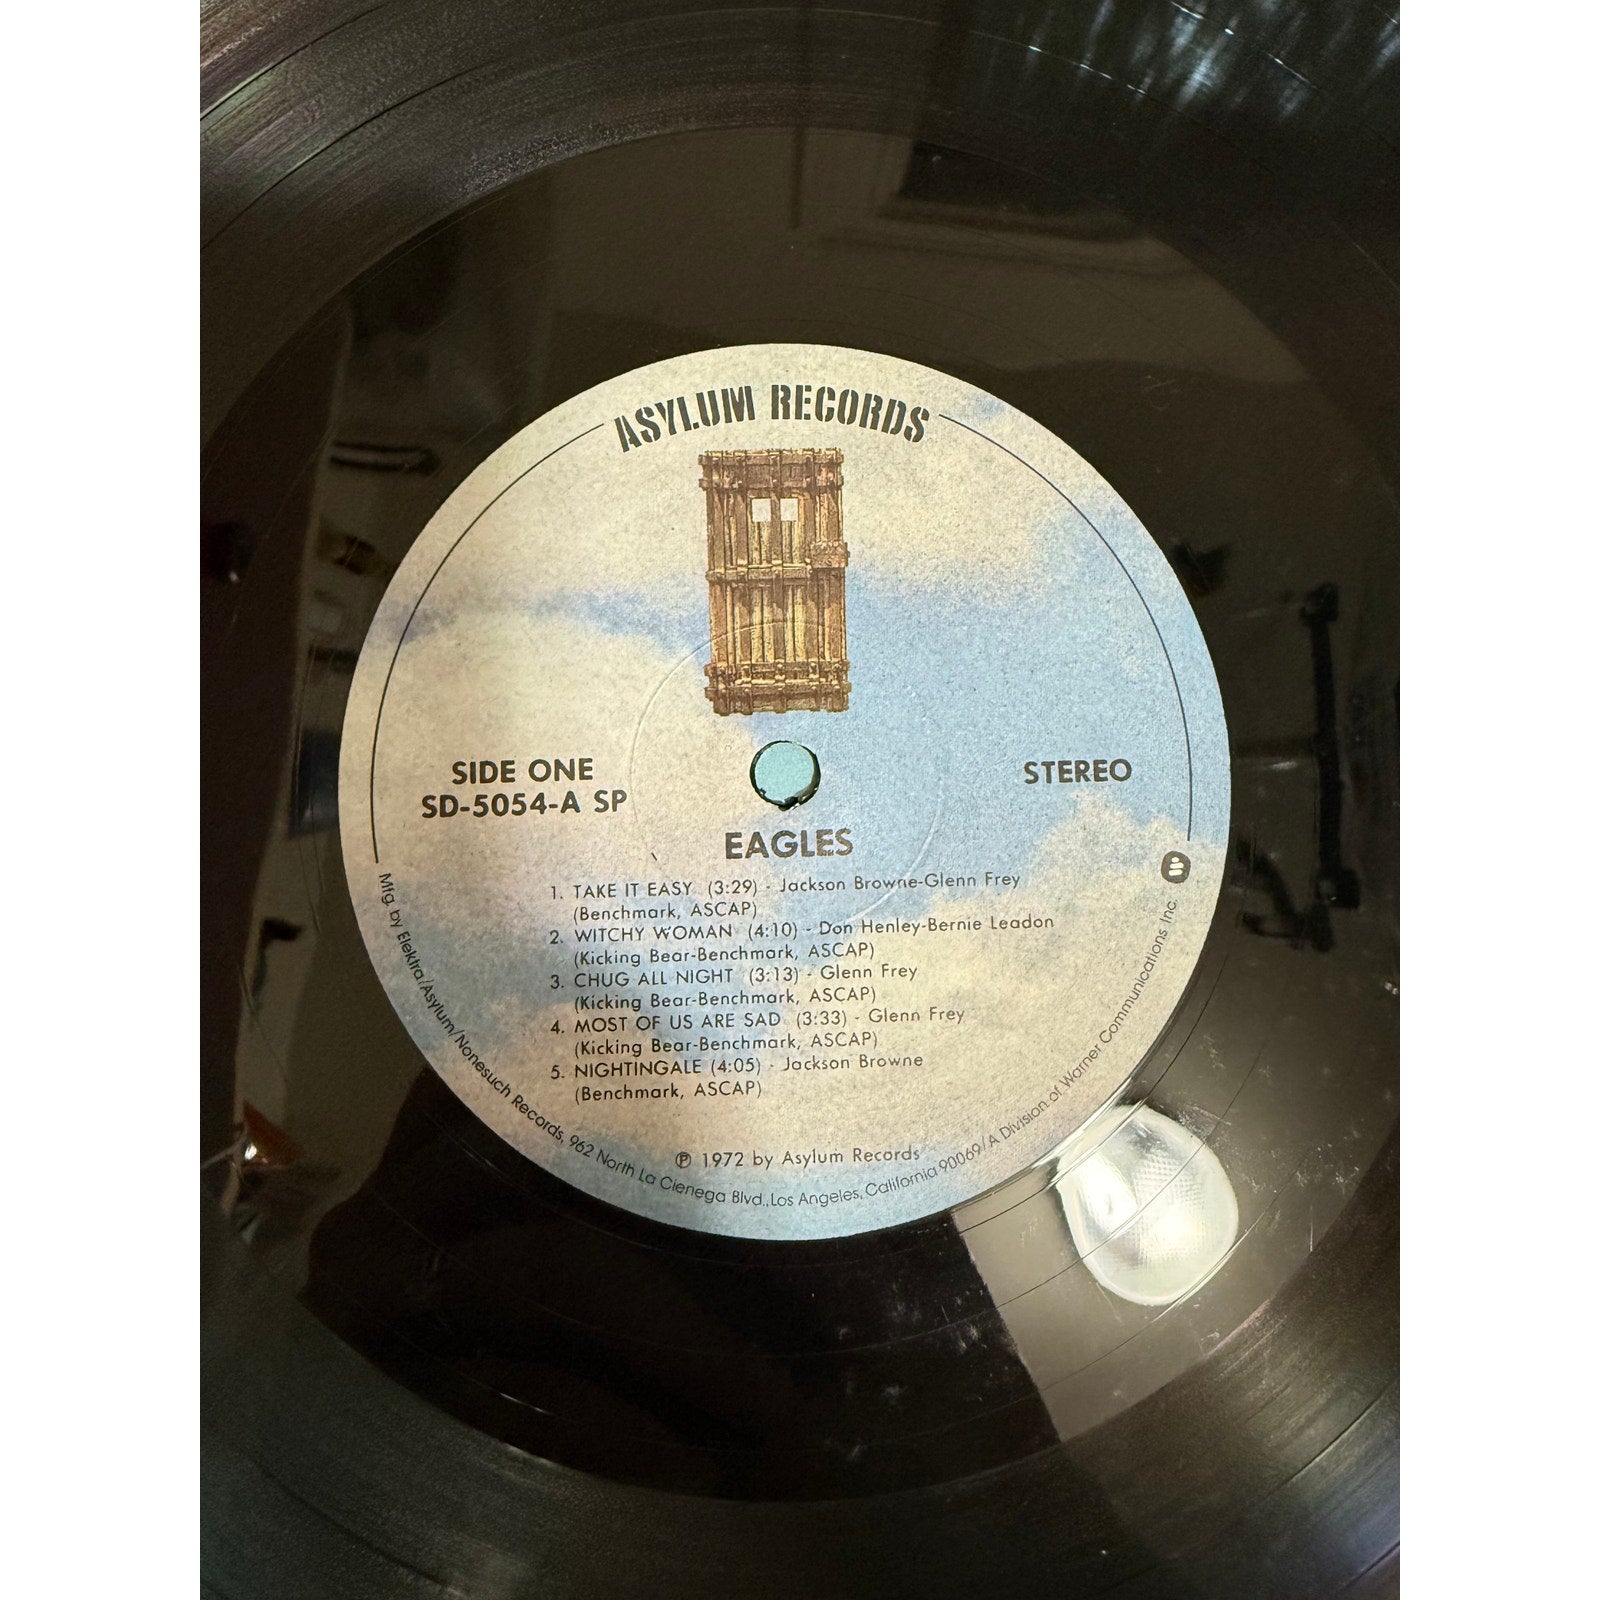 ASYLUM RECORDS
SIDE ONE
SD-5054-A SP
STEREO
EAGLES
1. TAKE IT EASY (3:29) - Jackson Browne-Glenn Frey
(Benchmark, ASCAP)
2. WITCHY WOMAN (4:10) - Don Henley-Bernie Leadon
(Kicking Bear-Benchmark, ASCAP)
3. CHUG ALL NIGHT (3:13) - Glenn Frey
(Kicking Bear-Benchmark, ASCAP)
4. MOST OF US ARE SAD (3:33) - Glenn Frey
(Kicking Bear-Benchmark, ASCAP)
5. NIGHTINGALE (4:05) - Jackson Browne
(Benchmark, ASCAP)
℗ 1972 by Asylum Records
Mfg. by Elektra/Asylum/Nonesuch Records, 962 North La Cienega Blvd., Los Angeles, California 90069/A Division of Warner Communications Inc.